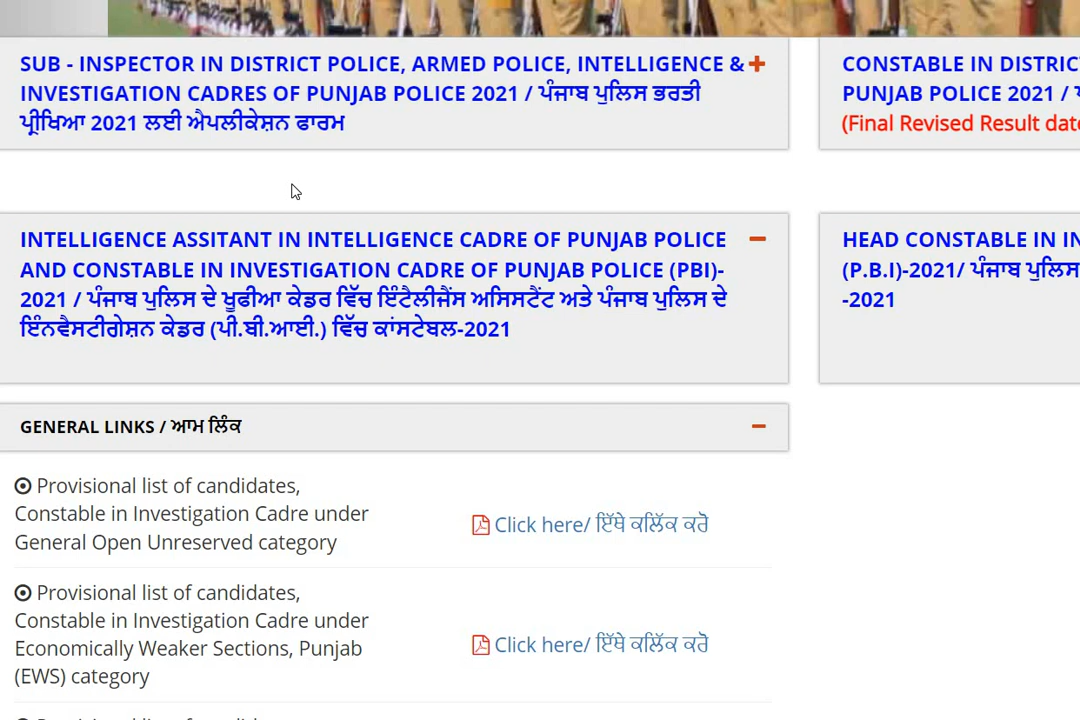 SUB - INSPECTOR IN DISTRICT POLICE, ARMED POLICE, INTELLIGENCE &
INVESTIGATION CADRES OF PUNJAB POLICE 2021 / ਪੰਜਾਬ ਪੁਲਿਸ ਭਰਤੀ
ਪ੍ਰੀਖਿਆ 2021 ਲਈ ਐਪਲੀਕੇਸ਼ਨ ਫਾਰਮ
CONSTABLE IN DISTRICT
PUNJAB POLICE 2021 /
(Final Revised Result date
INTELLIGENCE ASSITANT IN INTELLIGENCE CADRE OF PUNJAB POLICE
AND CONSTABLE IN INVESTIGATION CADRE OF PUNJAB POLICE (PBI)-
2021 / ਪੰਜਾਬ ਪੁਲਿਸ ਦੇ ਖੂਫੀਆ ਕੇਡਰ ਵਿੱਚ ਇੰਟੈਲੀਜੈਂਸ ਅਸਿਸਟੈਂਟ ਅਤੇ ਪੰਜਾਬ ਪੁਲਿਸ ਦੇ
ਇੰਨਵੈਸਟੀਗੇਸ਼ਨ ਕੇਡਰ (ਪੀ.ਬੀ.ਆਈ.) ਵਿੱਚ ਕਾਂਸਟੇਬਲ-2021
HEAD CONSTABLE IN
(P.B.I)-2021/ ਪੰਜਾਬ ਪੁਲਿਸ
-2021
GENERAL LINKS / ਆਮ ਲਿੰਕ
Provisional list of candidates,
Constable in Investigation Cadre under
General Open Unreserved category
Click here/ ਇੱਥੇ ਕਲਿੱਕ ਕਰੋ
Provisional list of candidates,
Constable in Investigation Cadre under
Economically Weaker Sections, Punjab
(EWS) category
Click here/ ਇੱਥੇ ਕਲਿੱਕ ਕਰੋ